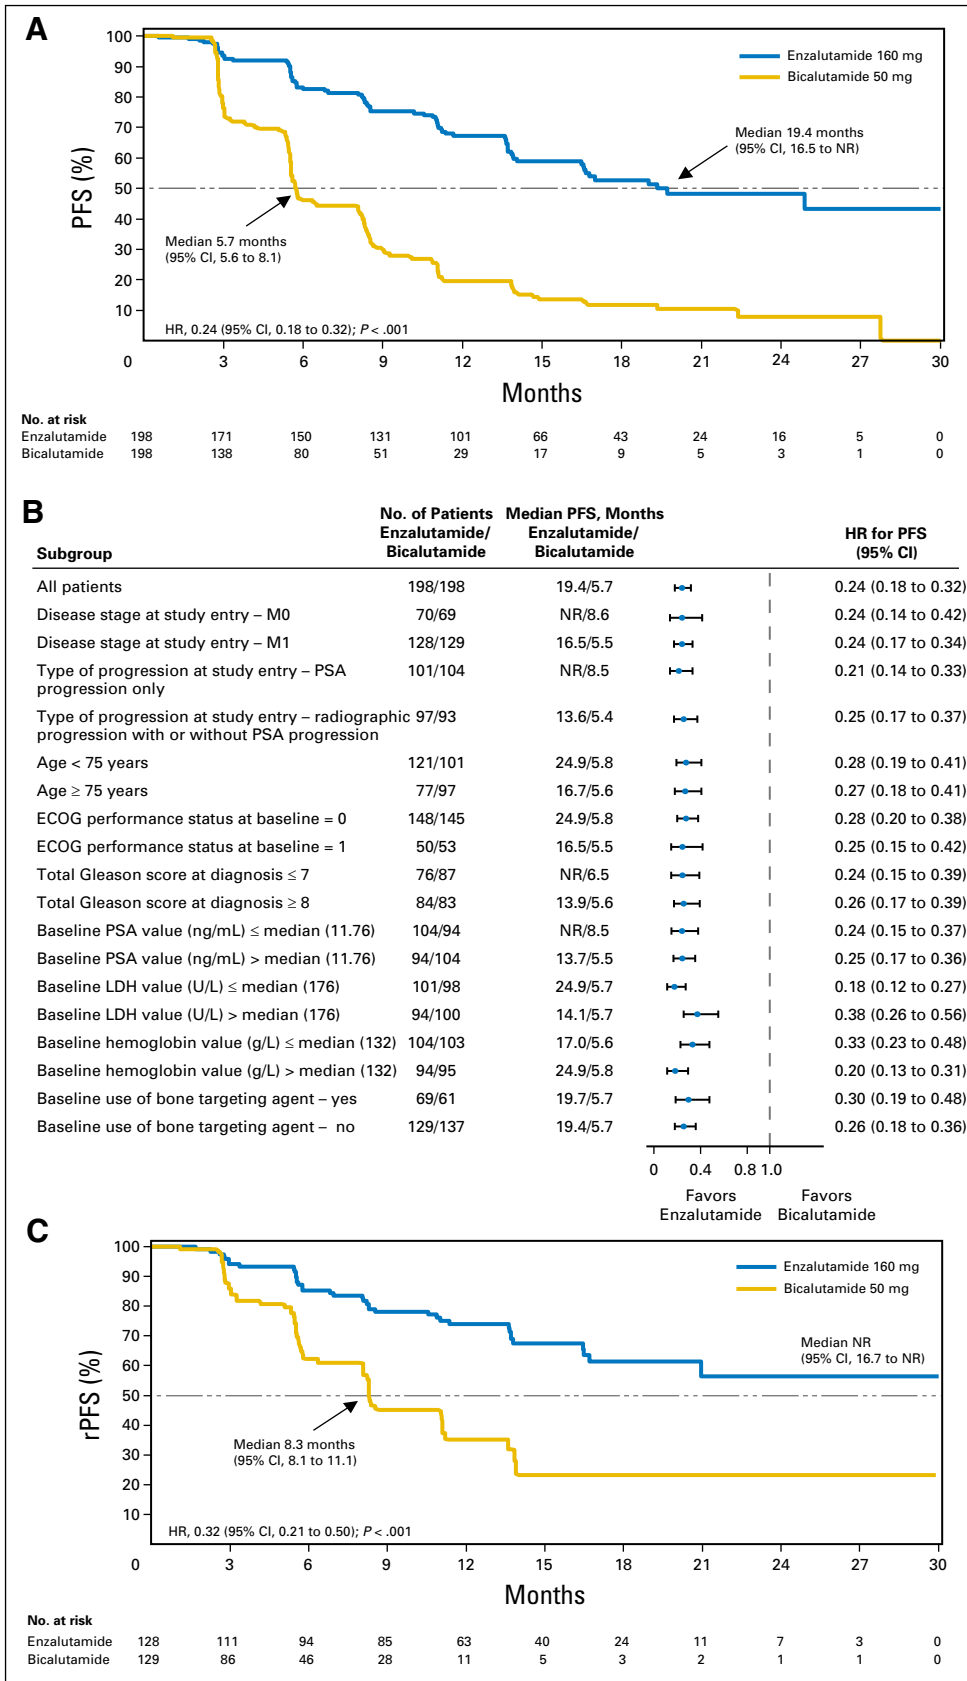 A
100
90
80
70
60
50
40
30
20
10
PFS (%)
Enzalutamide 160 mg
Bicalutamide 50 mg
Median 19.4 months
(95% CI, 16.5 to NR)
Median 5.7 months
(95% CI, 5.6 to 8.1)
HR, 0.24 (95% CI, 0.18 to 0.32); P < .001
0 3 6 9 12 15 18 21 24 27 30
Months
No. at risk
Enzalutamide 198 171 150 131 101 66 43 24 16 5 0
Bicalutamide 198 138 80 51 29 17 9 5 3 1 0
B
No. of Patients Median PFS, Months
Enzalutamide/ Enzalutamide/ HR for PFS
Subgroup Bicalutamide Bicalutamide (95% CI)
All patients 198/198 19.4/5.7 0.24 (0.18 to 0.32)
Disease stage at study entry – M0 70/69 NR/8.6 0.24 (0.14 to 0.42)
Disease stage at study entry – M1 128/129 16.5/5.5 0.24 (0.17 to 0.34)
Type of progression at study entry – PSA 101/104 NR/8.5 0.21 (0.14 to 0.33)
progression only
Type of progression at study entry – radiographic 97/93 13.6/5.4 0.25 (0.17 to 0.37)
progression with or without PSA progression
Age < 75 years 121/101 24.9/5.8 0.28 (0.19 to 0.41)
Age ≥ 75 years 77/97 16.7/5.6 0.27 (0.18 to 0.41)
ECOG performance status at baseline = 0 148/145 24.9/5.8 0.28 (0.20 to 0.38)
ECOG performance status at baseline = 1 50/53 16.5/5.5 0.25 (0.15 to 0.42)
Total Gleason score at diagnosis ≤ 7 76/87 NR/6.5 0.24 (0.15 to 0.39)
Total Gleason score at diagnosis ≥ 8 84/83 13.9/5.6 0.26 (0.17 to 0.39)
Baseline PSA value (ng/mL) ≤ median (11.76) 104/94 NR/8.5 0.24 (0.15 to 0.37)
Baseline PSA value (ng/mL) > median (11.76) 94/104 13.7/5.5 0.25 (0.17 to 0.36)
Baseline LDH value (U/L) ≤ median (176) 101/98 24.9/5.7 0.18 (0.12 to 0.27)
Baseline LDH value (U/L) > median (176) 94/100 14.1/5.7 0.38 (0.26 to 0.56)
Baseline hemoglobin value (g/L) ≤ median (132) 104/103 17.0/5.6 0.33 (0.23 to 0.48)
Baseline hemoglobin value (g/L) > median (132) 94/95 24.9/5.8 0.20 (0.13 to 0.31)
Baseline use of bone targeting agent – yes 69/61 19.7/5.7 0.30 (0.19 to 0.48)
Baseline use of bone targeting agent – no 129/137 19.4/5.7 0.26 (0.18 to 0.36)
0 0.4 0.8 1.0
Favors Favors
Enzalutamide Bicalutamide
C
100
90
80
70
60
50
40
30
20
10
rPFS (%)
Enzalutamide 160 mg
Bicalutamide 50 mg
Median NR
(95% CI, 16.7 to NR)
Median 8.3 months
(95% CI, 8.1 to 11.1)
HR, 0.32 (95% CI, 0.21 to 0.50); P < .001
0 3 6 9 12 15 18 21 24 27 30
Months
No. at risk
Enzalutamide 128 111 94 85 63 40 24 11 7 3 0
Bicalutamide 129 86 46 28 11 5 3 2 1 1 0